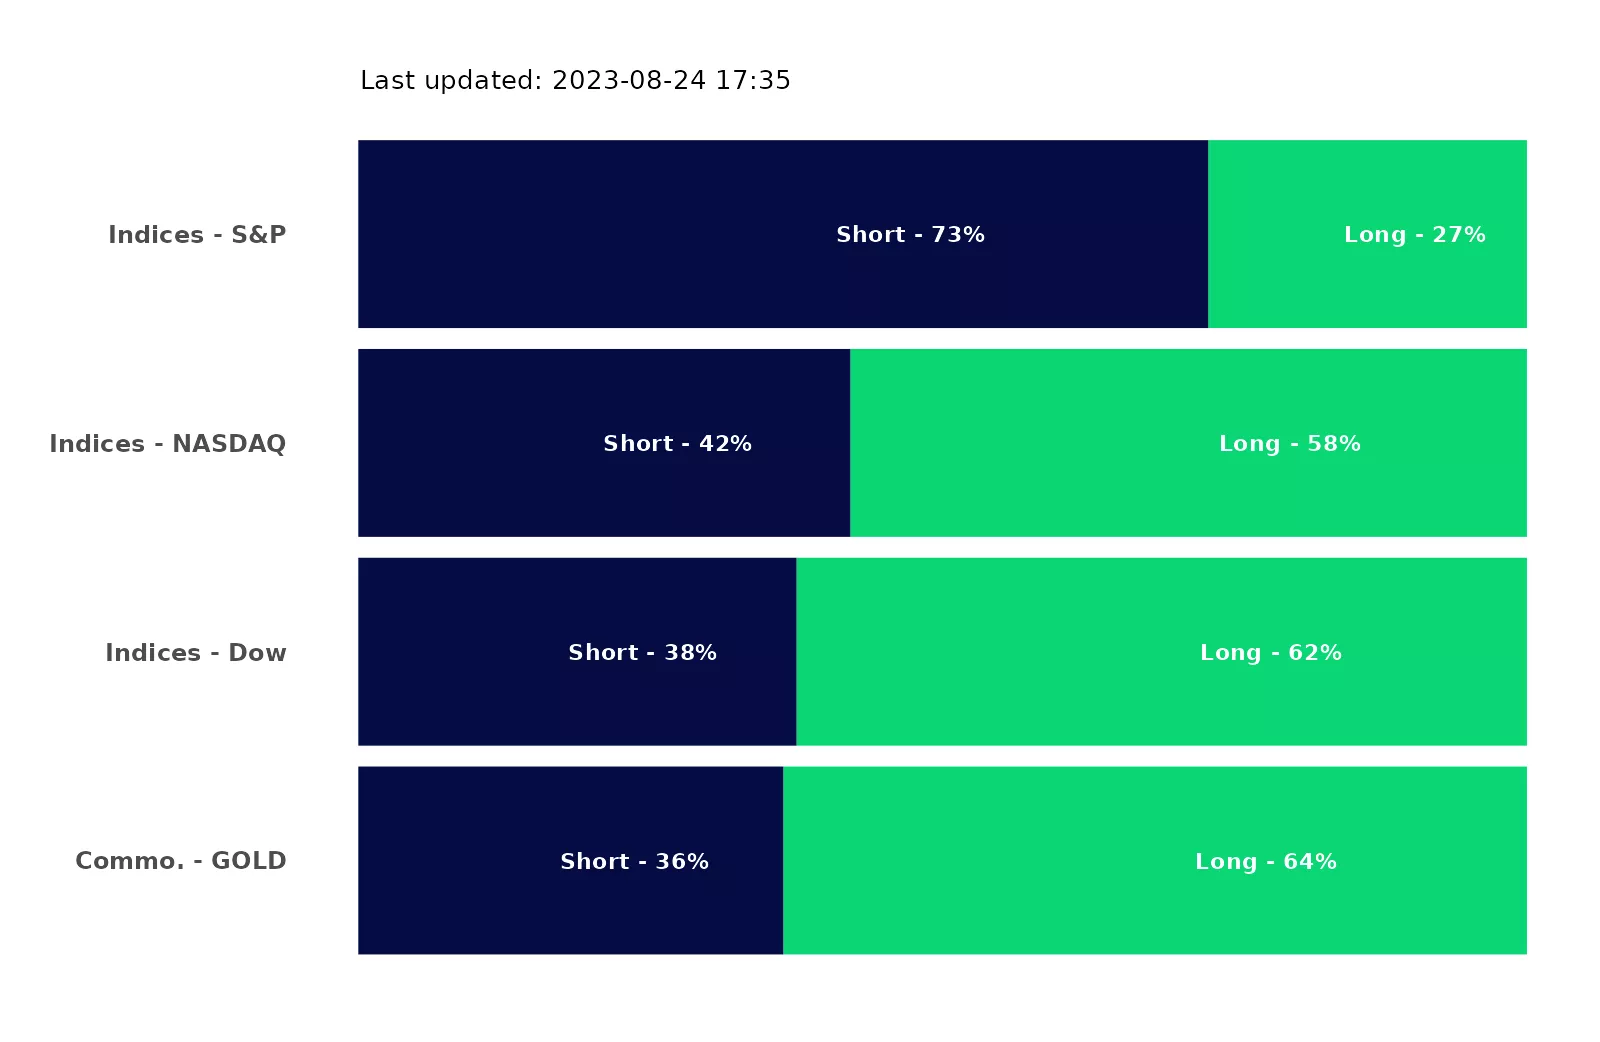 Last updated: 2023-08-24 17:35
Indices - S&P Short - 73% Long - 27%
Indices - NASDAQ Short - 42% Long - 58%
Indices - Dow Short - 38% Long - 62%
Commo. - GOLD Short - 36% Long - 64%